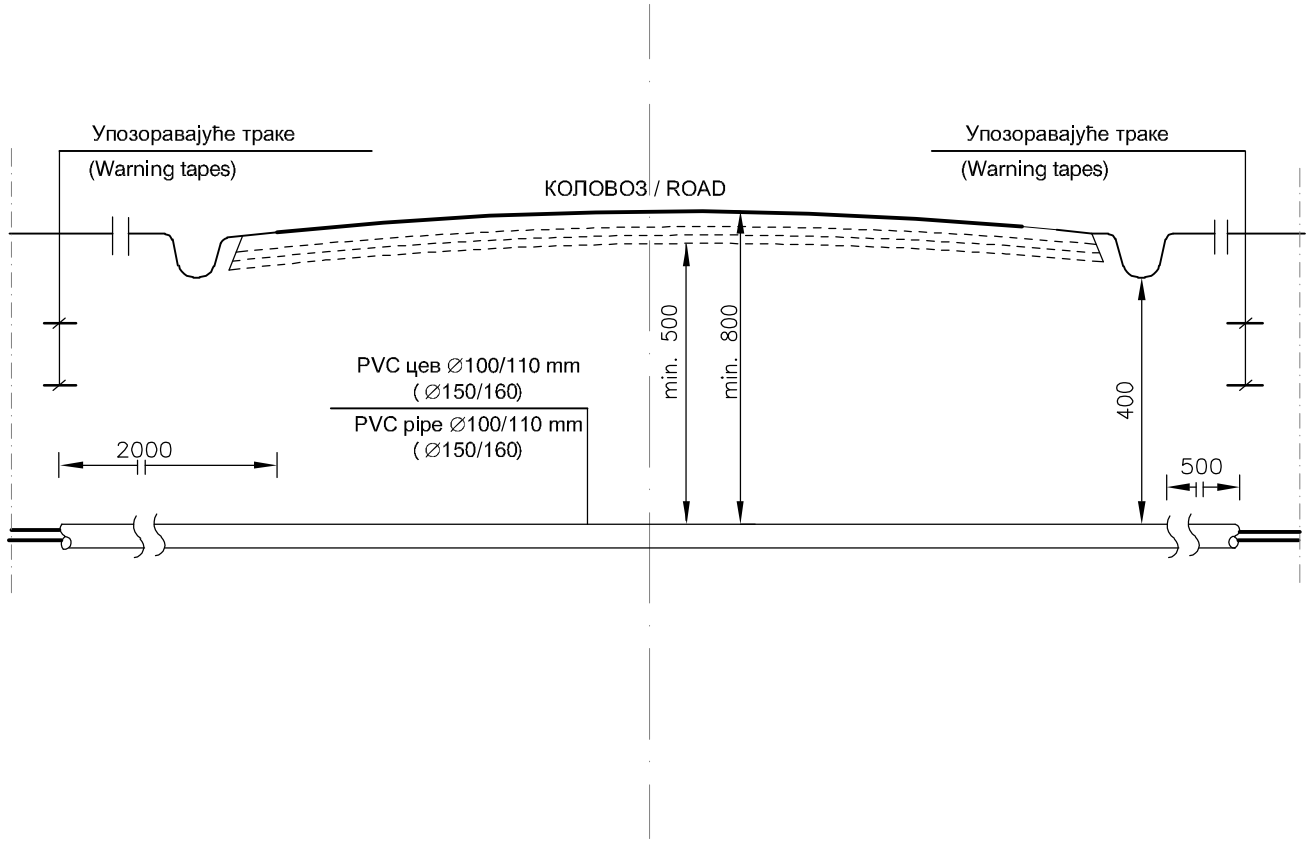 Упозоравајуће траке
(Warning tapes)
Упозоравајуће траке
(Warning tapes)
КОЛОВОЗ / ROAD
min. 500
min. 800
400
PVC цев ∅100/110 mm
( ∅150/160)
PVC pipe ∅100/110 mm
( ∅150/160)
2000
500